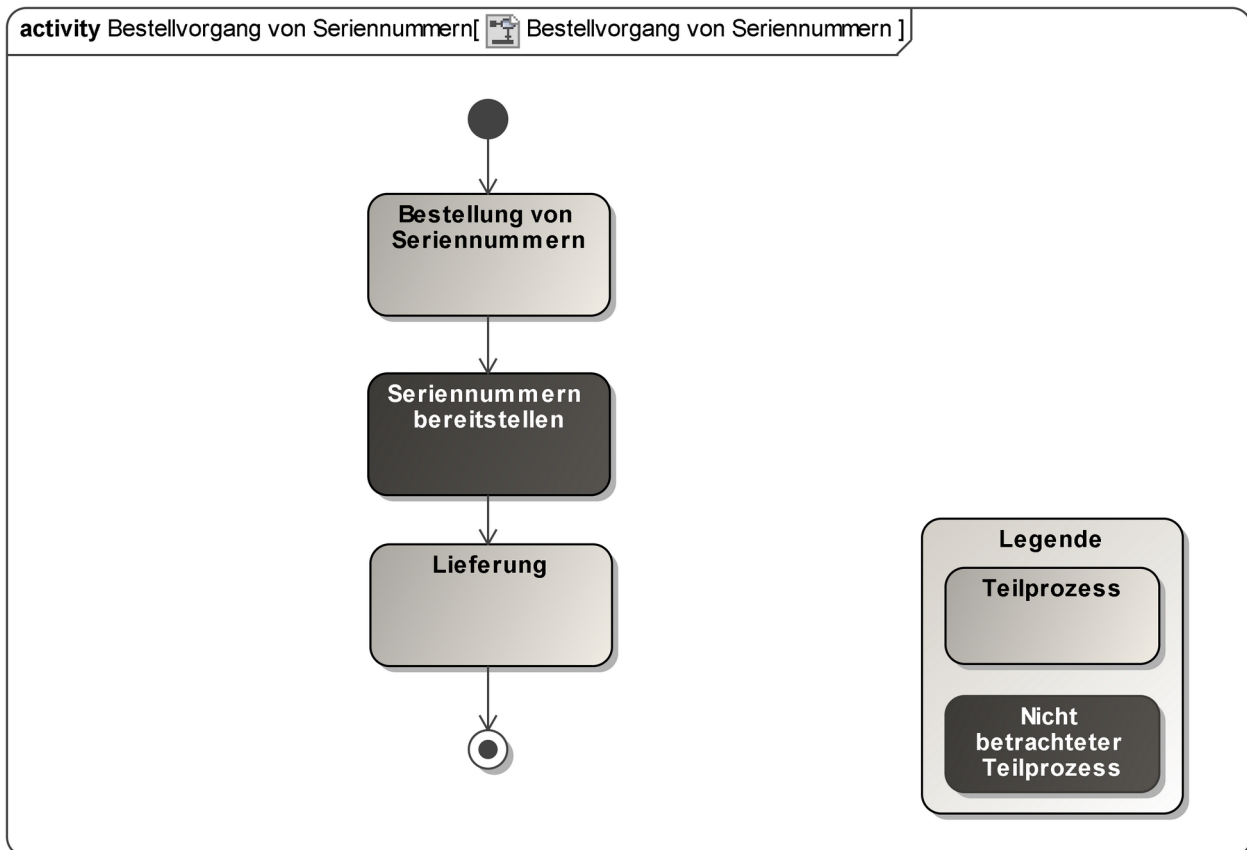 activity Bestellvorgang von Seriennummern[ Bestellvorgang von Seriennummern ]
Bestellung von
Seriennummern
Seriennummern
bereitstellen
Lieferung
Legende
Teilprozess
Nicht
betrachteter
Teilprozess